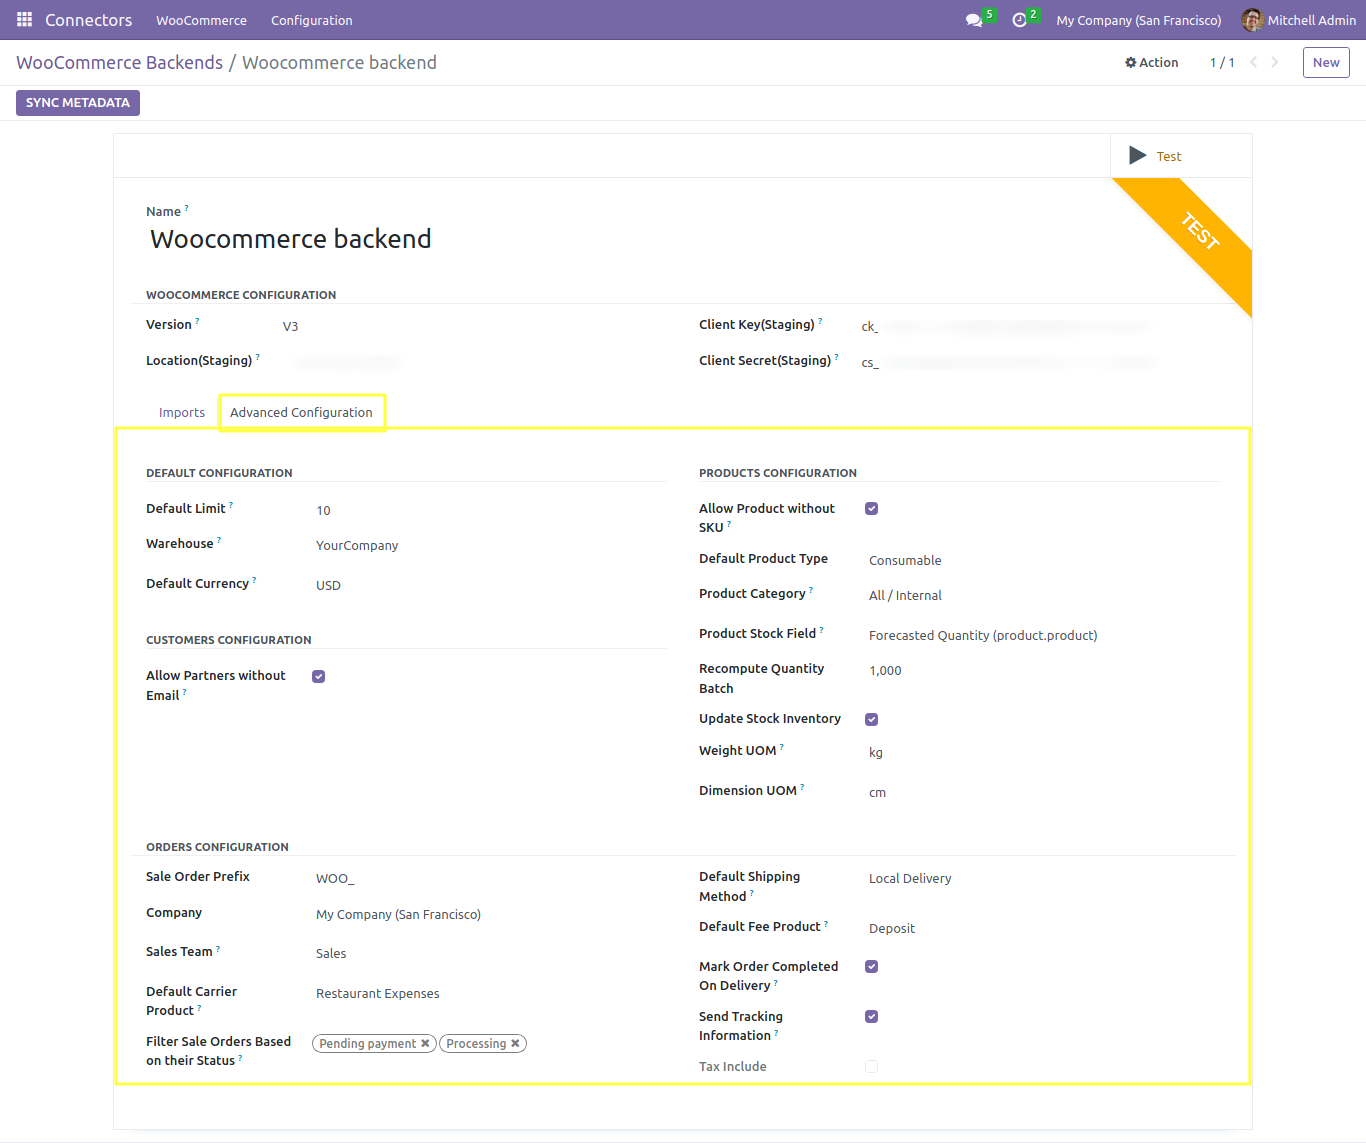 Connectors WooCommerce Configuration 5 2 My Company (San Francisco) Mitchell Admin
WooCommerce Backends / Woocommerce backend Action 1 / 1 New
SYNC METADATA
Test
TEST
Name ?
Woocommerce backend
WOOCOMMERCE CONFIGURATION
Version ? V3 Client Key(Staging) ? ck_
Location(Staging) ? Client Secret(Staging) ? cs_
Imports Advanced Configuration
DEFAULT CONFIGURATION
Default Limit ? 10
Warehouse ? YourCompany
Default Currency ? USD
CUSTOMERS CONFIGURATION
Allow Partners without
Email ?
PRODUCTS CONFIGURATION
Allow Product without
SKU ?
Default Product Type Consumable
Product Category ? All / Internal
Product Stock Field ? Forecasted Quantity (product.product)
Recompute Quantity
Batch 1,000
Update Stock Inventory
Weight UOM ? kg
Dimension UOM ? cm
ORDERS CONFIGURATION
Sale Order Prefix WOO_
Company My Company (San Francisco)
Sales Team ? Sales
Default Carrier
Product ? Restaurant Expenses
Filter Sale Orders Based
on their Status ? Pending payment ✖ Processing ✖
Default Shipping
Method ? Local Delivery
Default Fee Product ? Deposit
Mark Order Completed
On Delivery ?
Send Tracking
Information ?
Tax Include